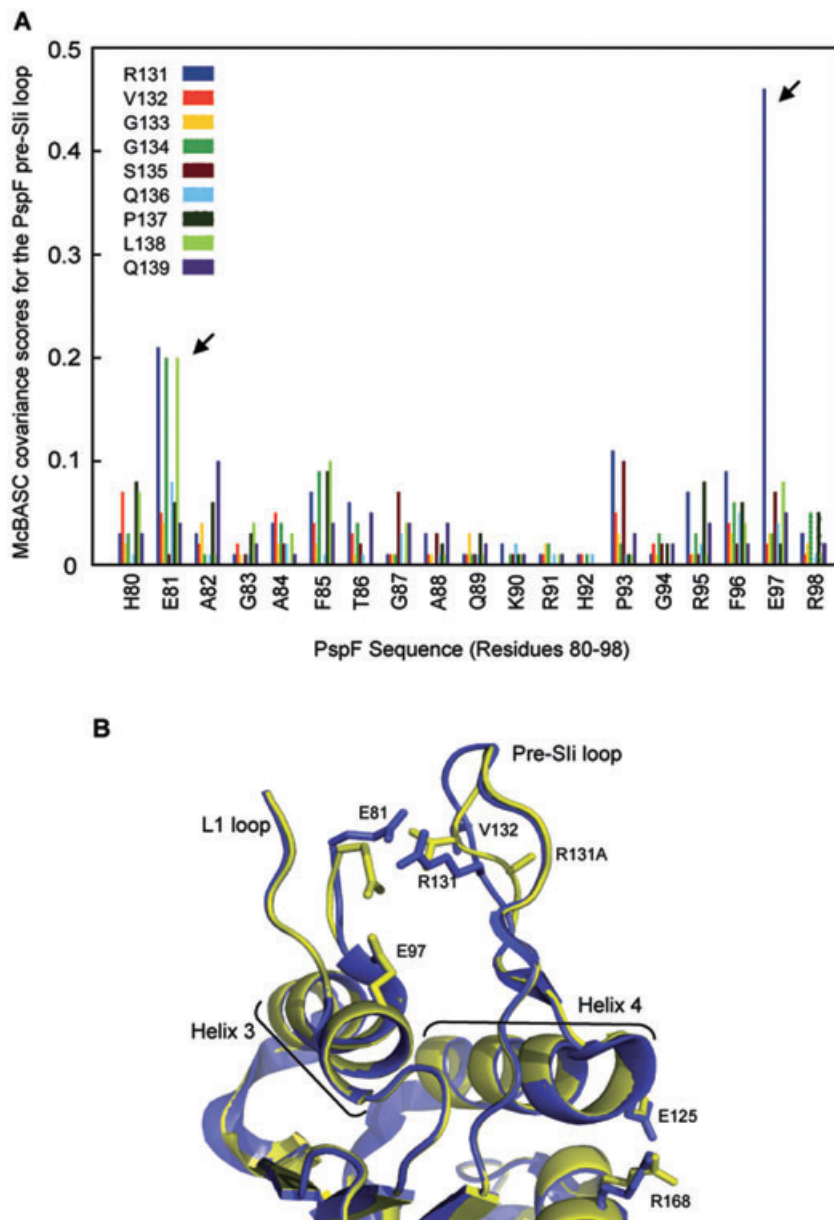 A
McBASC covariance scores for the PspF pre-SIi loop
0.5
0.4
0.3
0.2
0.1
0
R131
V132
G133
G134
S135
Q136
P137
L138
Q139
H80
E81
A82
G83
A84
F85
T86
G87
A88
Q89
K90
R91
H92
P93
G94
R95
F96
E97
R98
PspF Sequence (Residues 80-98)
B
Pre-SIi loop
L1 loop
E81
V132
R131
R131A
E97
Helix 4
Helix 3
E125
R168